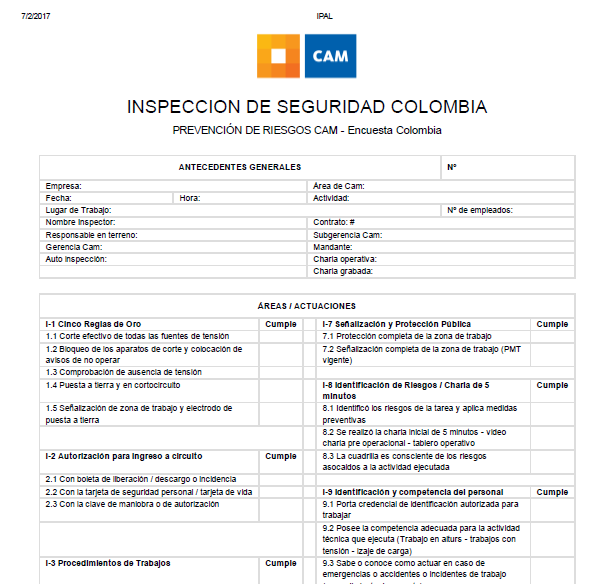 7/2/2017 IPAL
CAM
INSPECCION DE SEGURIDAD COLOMBIA
PREVENCIÓN DE RIESGOS CAM - Encuesta Colombia
ANTECEDENTES GENERALES Nº
Empresa: Área de Cam:
Fecha: Hora: Actividad:
Lugar de Trabajo: Nº de empleados:
Nombre Inspector: Contrato: #
Responsable en terreno: Subgerencia Cam:
Gerencia Cam: Mandante:
Auto inspección: Charla operativa:
Charla grabada:
ÁREAS / ACTUACIONES
I-1 Cinco Reglas de Oro Cumple I-7 Señalización y Protección Pública Cumple
1.1 Corte efectivo de todas las fuentes de tensión 7.1 Protección completa de la zona de trabajo
1.2 Bloqueo de los aparatos de corte y colocación de 7.2 Señalización completa de la zona de trabajo (PMT
avisos de no operar vigente)
1.3 Comprobación de ausencia de tensión
1.4 Puesta a tierra y en cortocircuito I-8 Identificación de Riesgos / Charla de 5 Cumple
minutos
1.5 Señalización de zona de trabajo y electrodo de 8.1 Identificó los riesgos de la tarea y aplica medidas
puesta a tierra preventivas
8.2 Se realizó la charla inicial de 5 minutos - video
charla pre operacional - tablero operativo
I-2 Autorización para Ingreso a circuito Cumple 8.3 La cuadrilla es consciente de los riesgos
asocaidos a la actividad ejecutada
2.1 Con boleta de liberación / descargo o incidencia
2.2 Con la tarjeta de seguridad personal / tarjeta de vida I-9 Identificación y competencia del personal Cumple
2.3 Con la clave de maniobra o de autorización 9.1 Porta credencial de identificación autorizada para
trabajar
9.2 Posee la competencia adecuada para la actividad
técnica que ejecuta (Trabajo en alturs - trabajos con
tensión - izaje de carga)
I-3 Procedimientos de Trabajos Cumple 9.3 Sabe o conoce como actuar en caso de
emergencias o accidentes o incidentes de trabajo